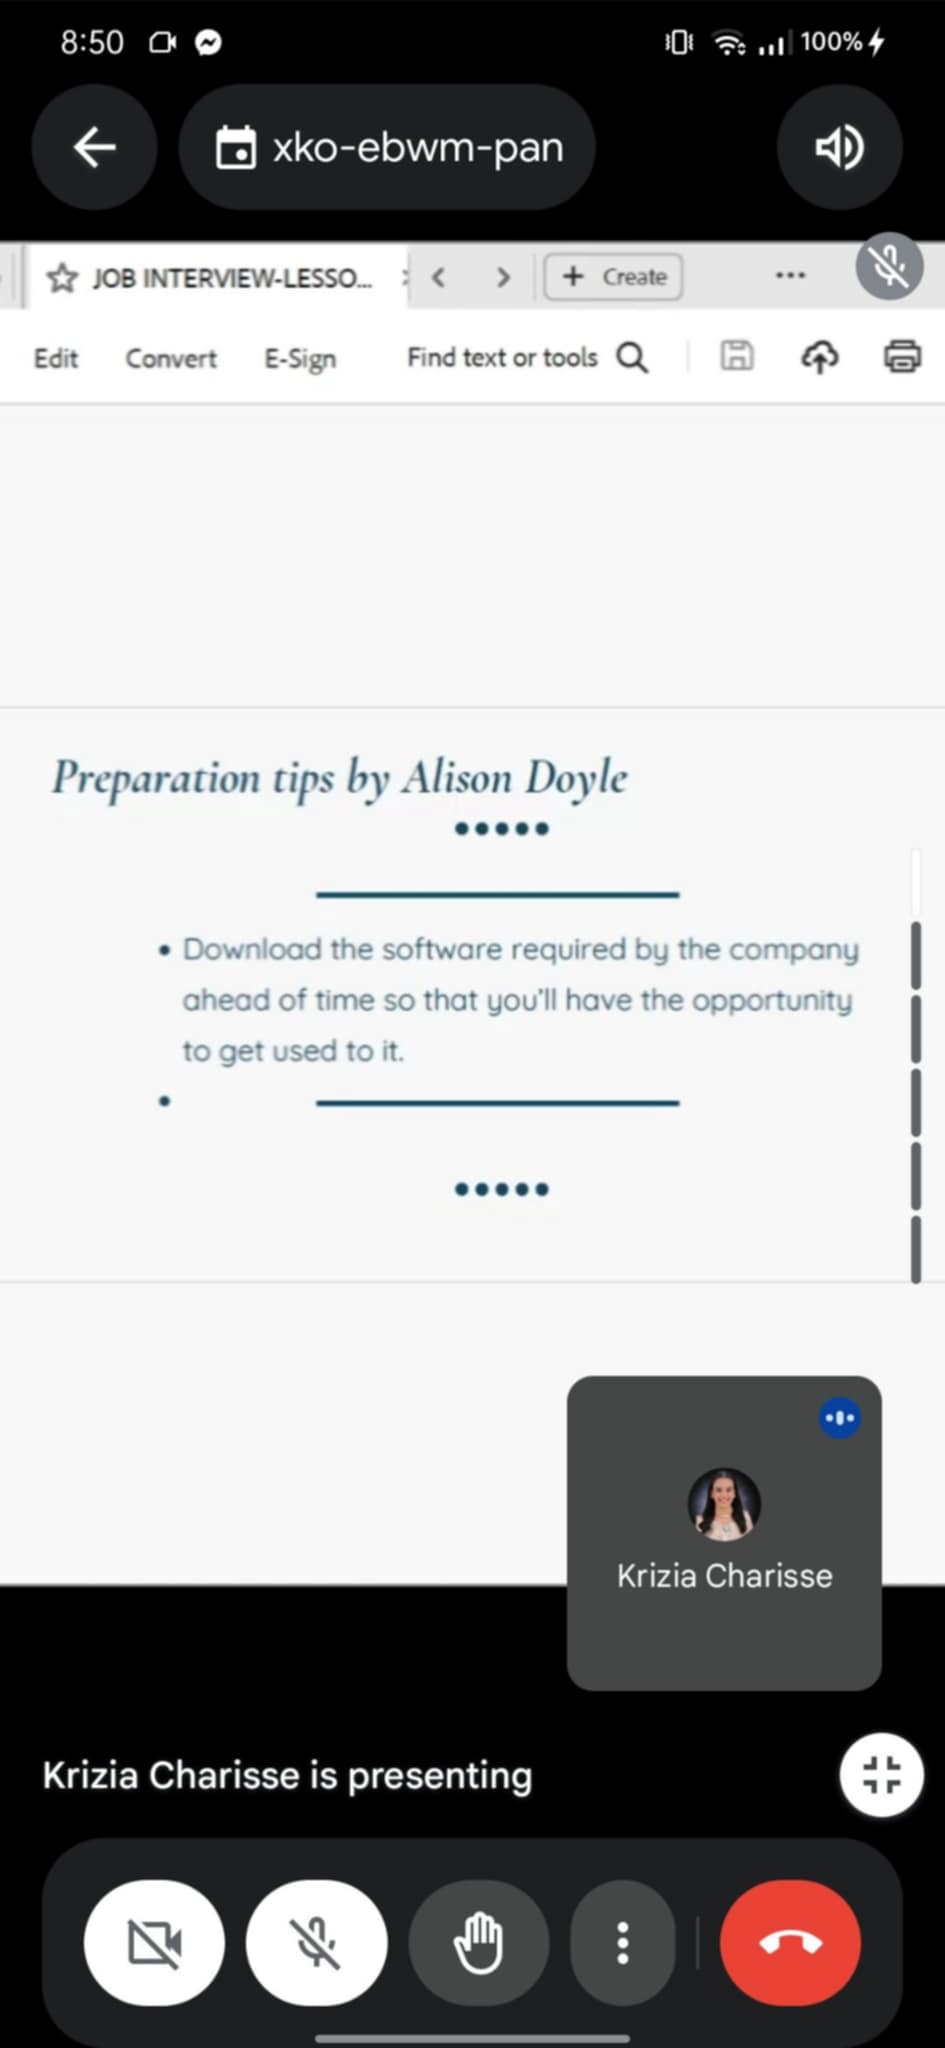 8:50
100%
xko-ebwm-pan
JOB INTERVIEW-LESSO...
+ Create
Edit Convert E-Sign Find text or tools
Preparation tips by Alison Doyle
• Download the software required by the company
ahead of time so that you'll have the opportunity
to get used to it.
•
Krizia Charisse
Krizia Charisse is presenting